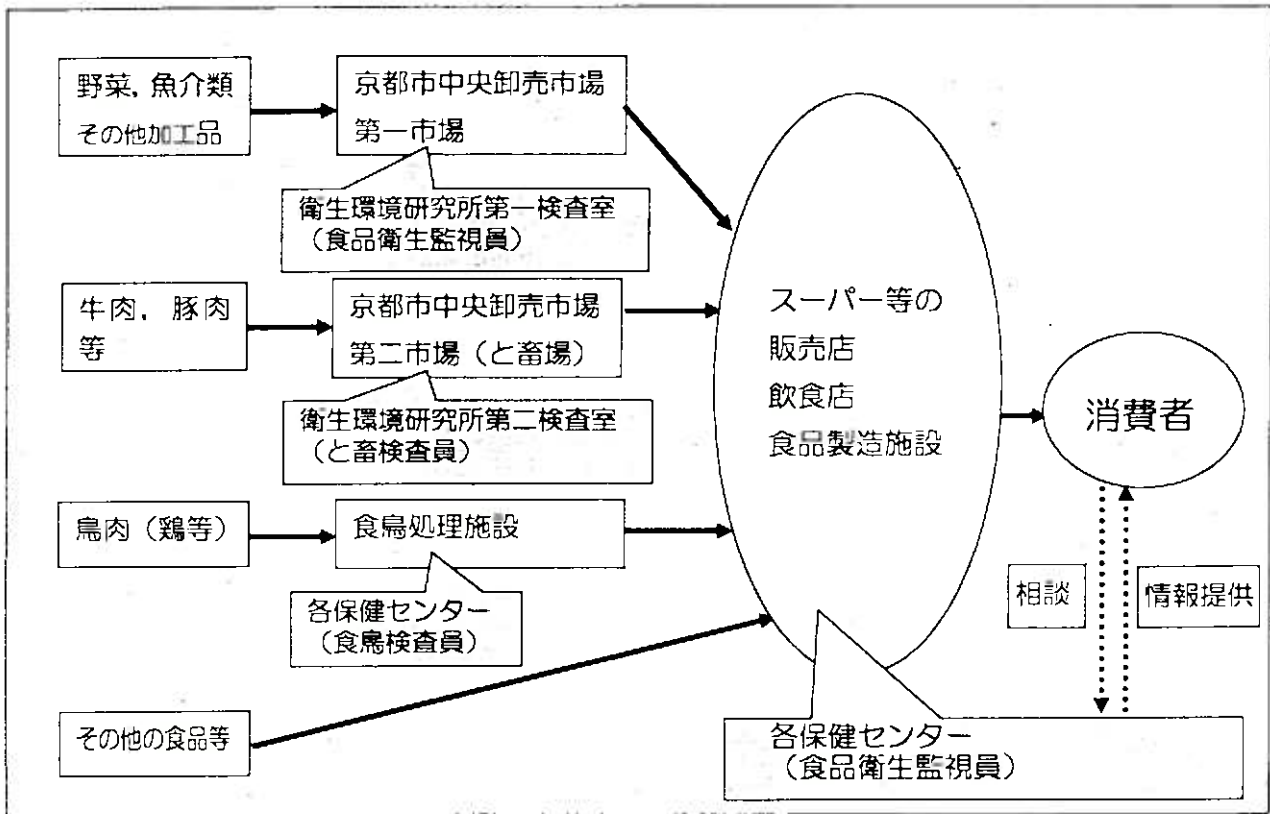 野菜，魚介類
その他加工品
京都市中央卸売市場
第一市場
衛生環境研究所第一検査室
（食品衛生監視員）
牛肉，豚肉
等
京都市中央卸売市場
第二市場（と畜場）
衛生環境研究所第二検査室
（と畜検査員）
鳥肉（鶏等）
食鳥処理施設
各保健センター
（食鳥検査員）
その他の食品等
スーパー等の
販売店
飲食店
食品製造施設
消費者
相談
情報提供
各保健センター
（食品衛生監視員）